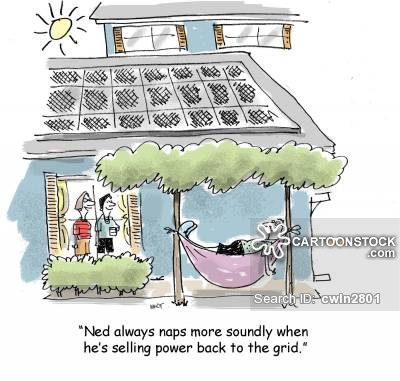 CARTOONSTOCK
.com
Search ID: cwln2801
"Ned always naps more soundly when
he's selling power back to the grid."